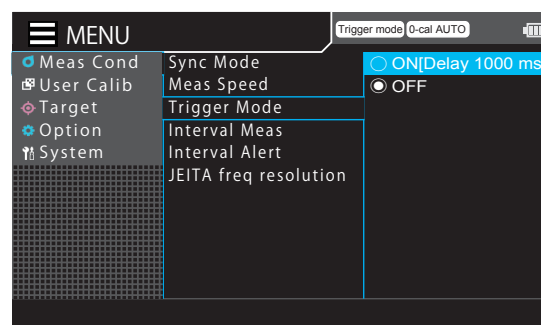 MENU
Trigger mode 0-cal AUTO
Meas Cond
User Calib
Target
Option
System
Sync Mode
Meas Speed
Trigger Mode
Interval Meas
Interval Alert
JEITA freq resolution
ON[Delay 1000 ms
OFF